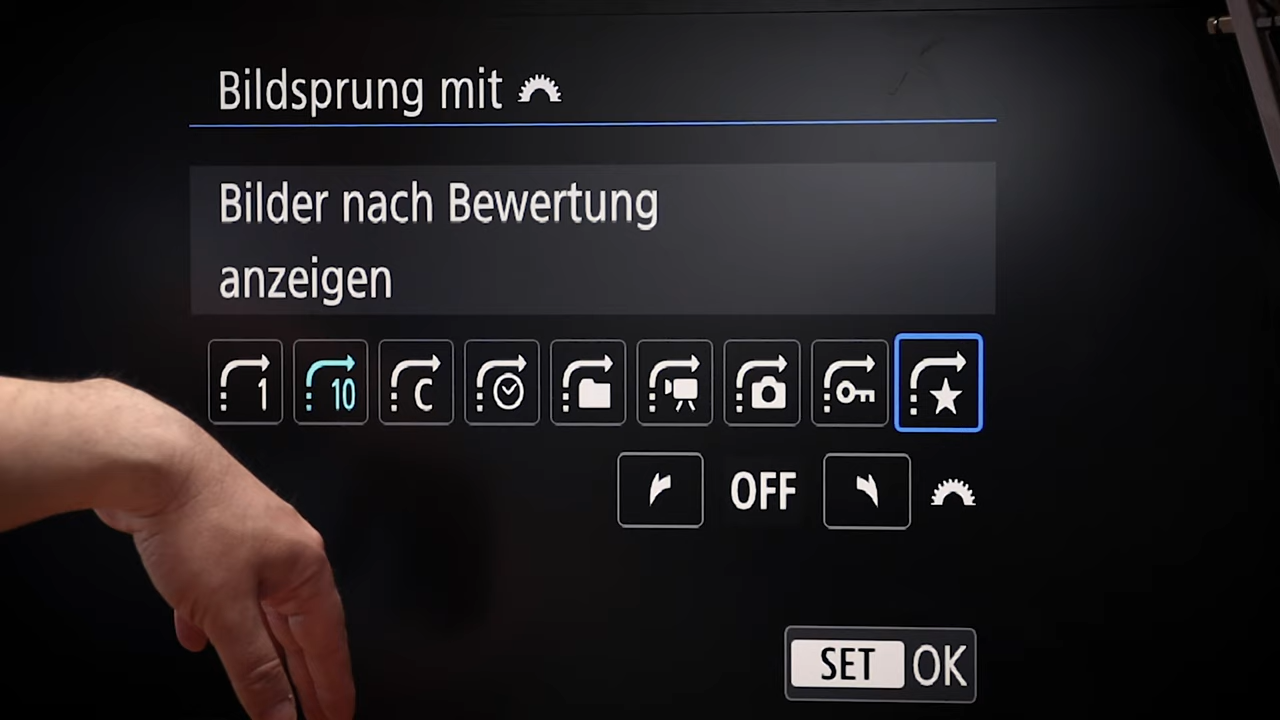 Bildsprung mit
Bilder nach Bewertung
anzeigen
1 10 C
OFF
SET OK